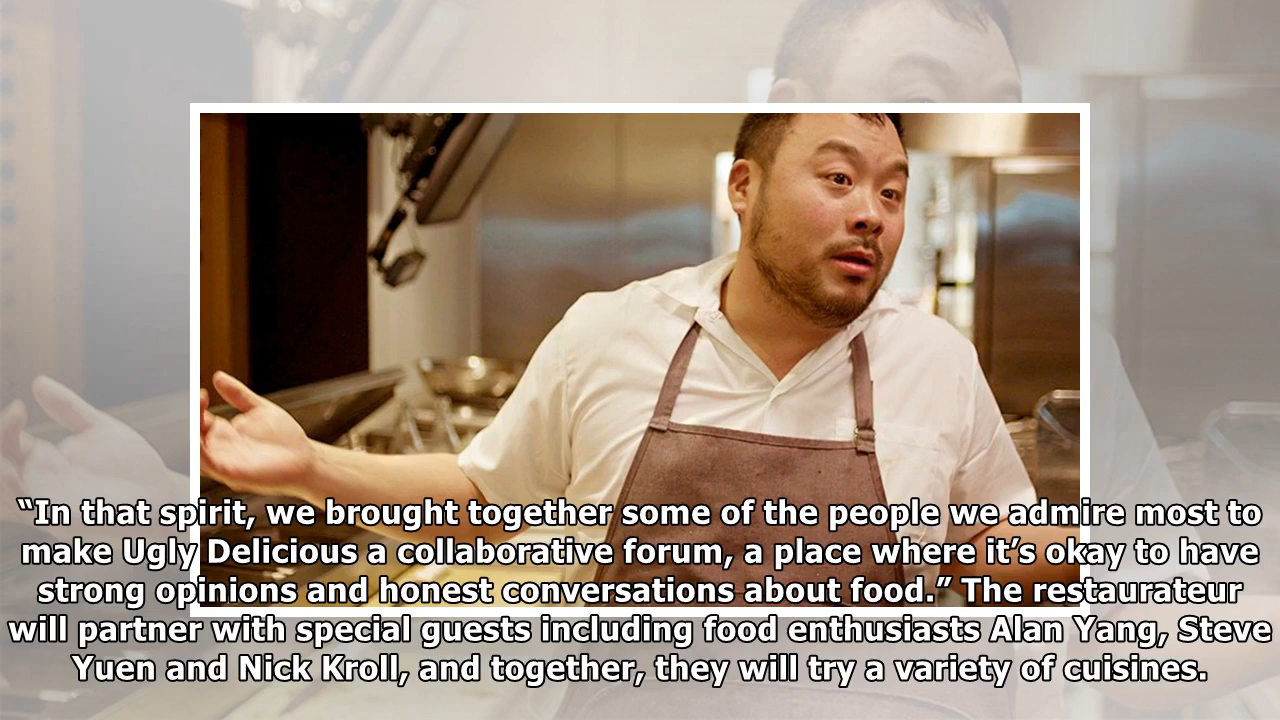 “In that spirit, we brought together some of the people we admire most to
make Ugly Delicious a collaborative forum, a place where it’s okay to have
strong opinions and honest conversations about food.” The restaurateur
will partner with special guests including food enthusiasts Alan Yang, Steve
Yuen and Nick Kroll, and together, they will try a variety of cuisines.